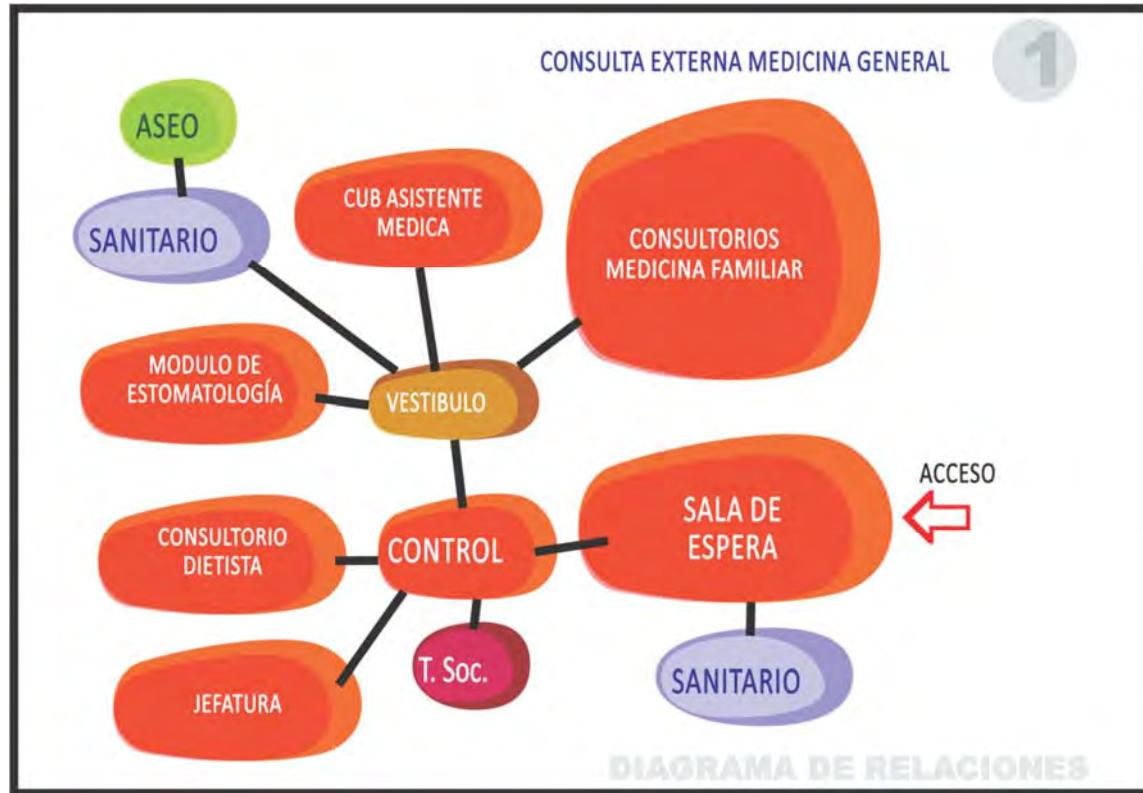 CONSULTA EXTERNA MEDICINA GENERAL
1
ASEO
SANITARIO
CUB ASISTENTE
MEDICA
CONSULTORIOS
MEDICINA FAMILIAR
MODULO DE
ESTOMATOLOGÍA
VESTIBULO
ACCESO
SALA DE
ESPERA
CONSULTORIO
DIETISTA
CONTROL
T. Soc.
SANITARIO
JEFATURA
DIAGRAMA DE RELACIONES